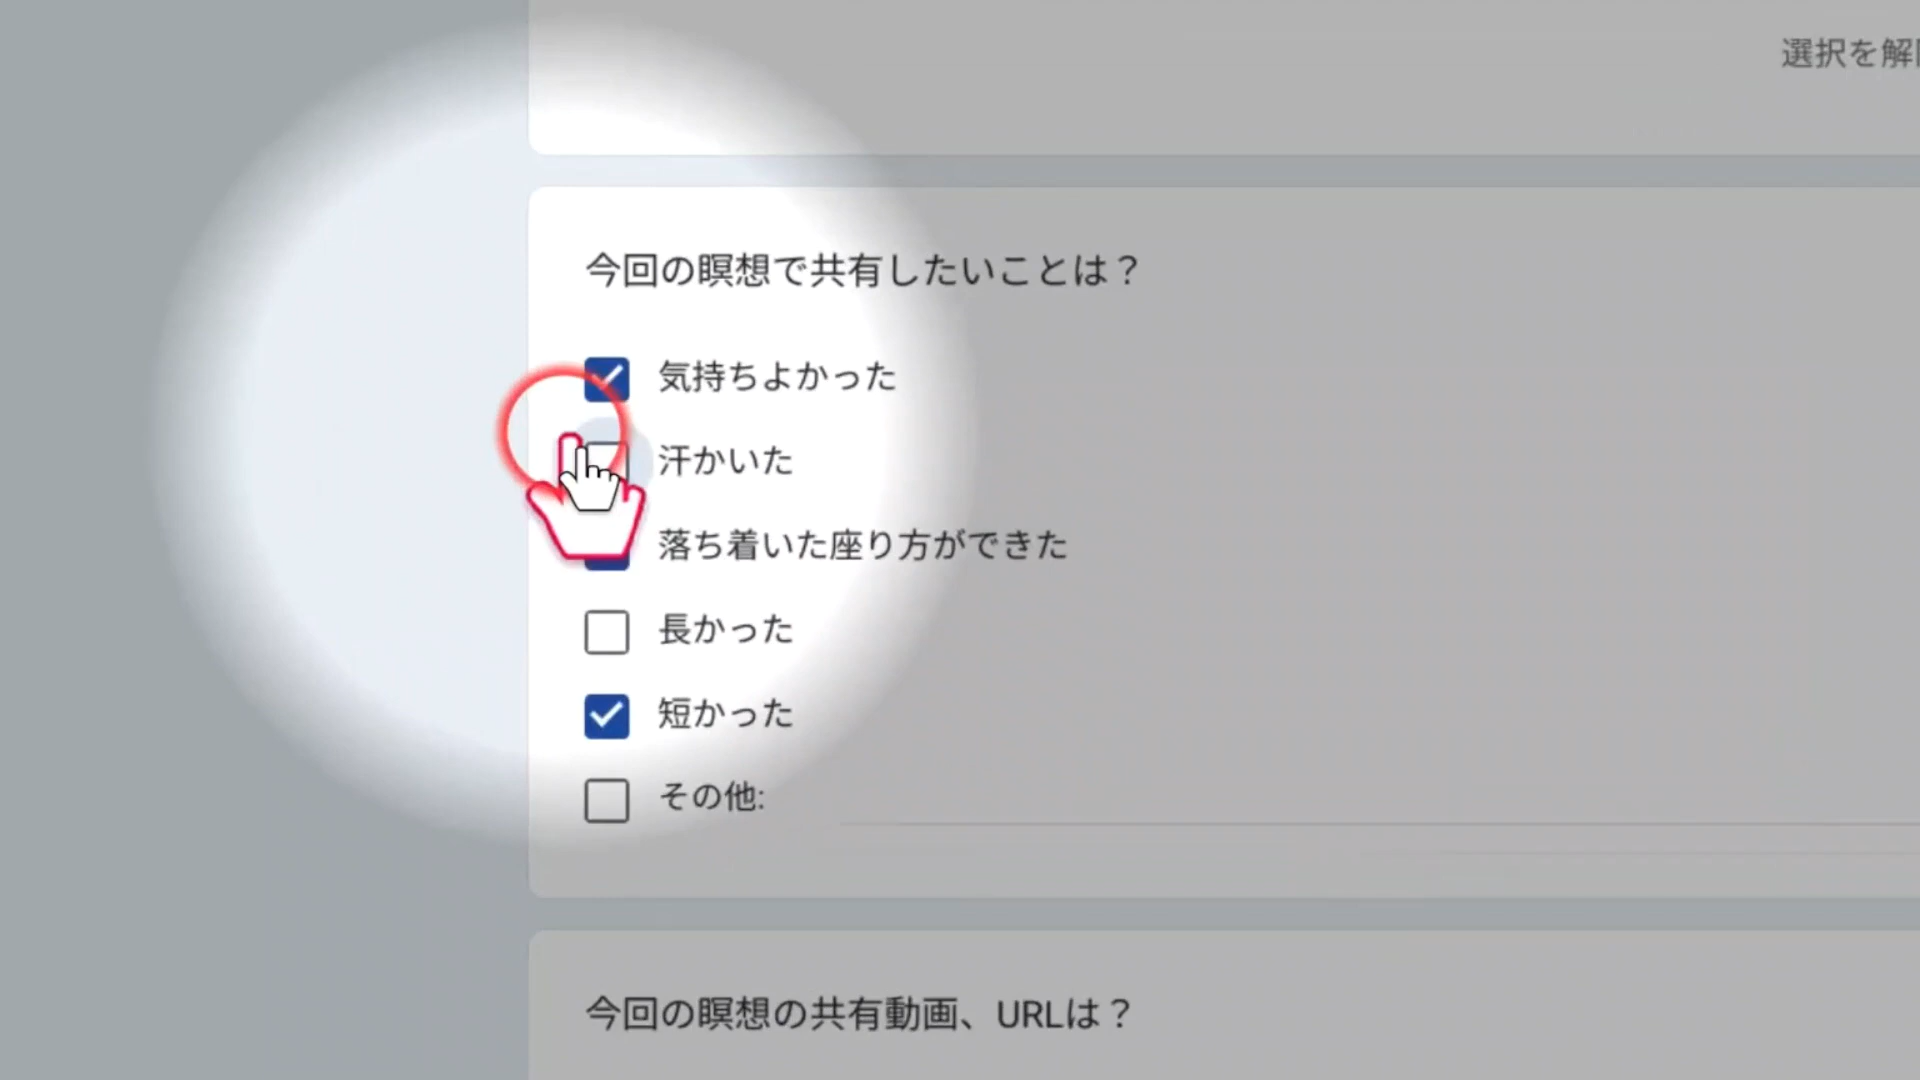 選択を解
今回の瞑想で共有したいことは？
気持ちよかった
汗かいた
落ち着いた座り方ができた
長かった
短かった
その他:
今回の瞑想の共有動画、URLは？